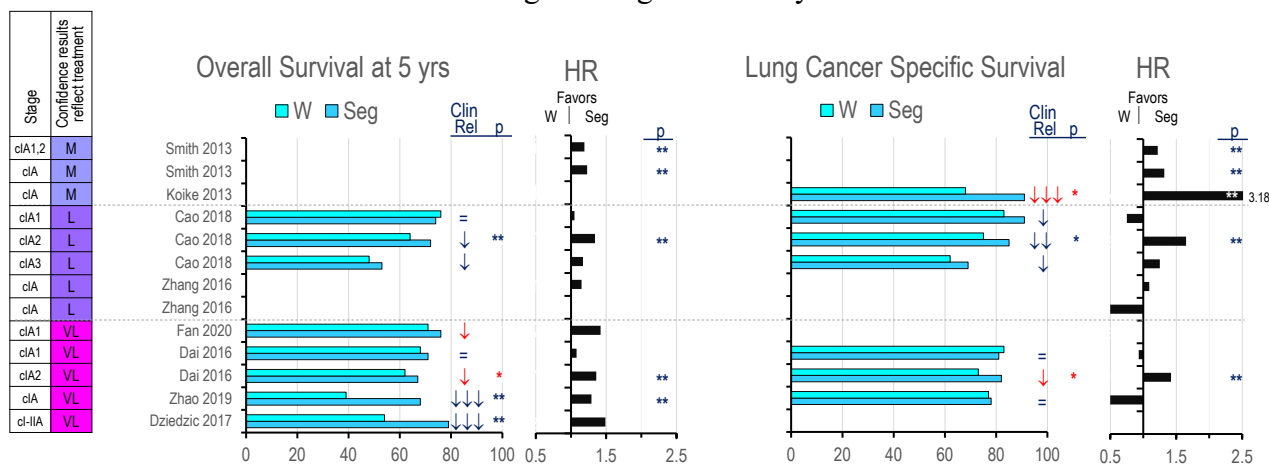 Stage
Confidence results
reflect treatment
Overall Survival at 5 yrs
HR
Lung Cancer Specific Survival
HR
W Seg
Clin
Rel p
Favors
W Seg
p
W Seg
Clin
Rel p
Favors
W Seg
p
cIA1,2 M Smith 2013 ** **
cIA M Smith 2013 ** **
cIA M Koike 2013 ↓↓↓ * ** 3.18
cIA1 L Cao 2018 = ↓
cIA2 L Cao 2018 ↓ ** ** ↓↓ * **
cIA3 L Cao 2018 ↓ ↓
cIA L Zhang 2016
cIA L Zhang 2016
cIA1 VL Fan 2020 ↓
cIA1 VL Dai 2016 = =
cIA2 VL Dai 2016 ↓ * ** ↓ * **
cIA VL Zhao 2019 ↓↓↓ ** ** =
cI-IIA VL Dziedzic 2017 ↓↓↓ **
0 20 40 60 80 100 0.5 1.5 2.5 0 20 40 60 80 100 0.5 1.5 2.5